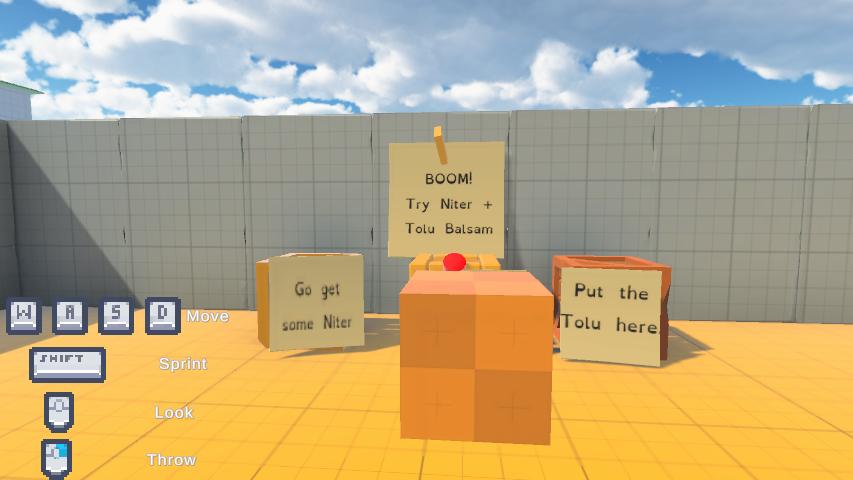 BOOM!
Try Niter +
Tolu Balsam
Go get
some Niter
Put the
Tolu here
W A S D Move
SHIFT Sprint
Look
Throw